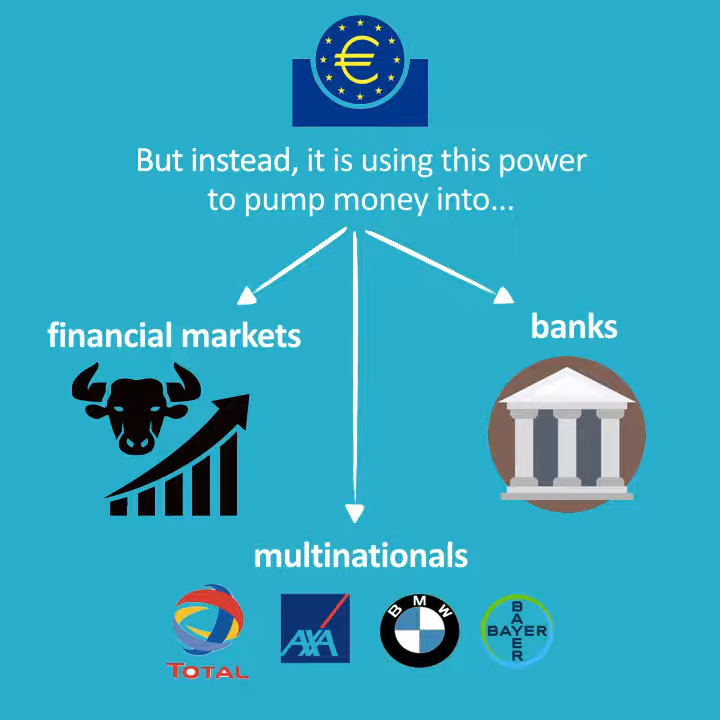 €
But instead, it is using this power
to pump money into...
financial markets
banks
multinationals
TOTAL
AXA
BMW
BAYER
BAYER